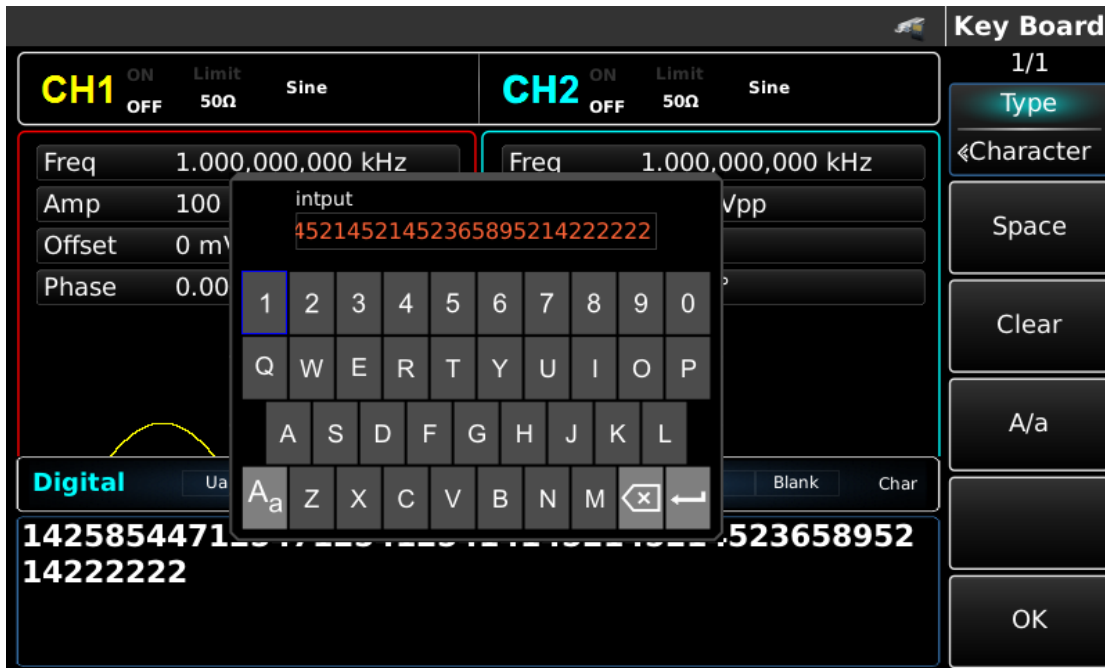 Key Board
1/1
CH1 ON OFF Limit 50Ω Sine
CH2 ON OFF Limit 50Ω Sine
Type
«Character
Freq 1.000,000,000 kHz
Freq 1.000,000,000 kHz
Amp 100
Vpp
Offset 0 m
Phase 0.00
°
intput
45214521452365895214222222
1 2 3 4 5 6 7 8 9 0
Q W E R T Y U I O P
A S D F G H J K L
Aa Z X C V B N M
Space
Clear
A/a
OK
Digital Ua Blank Char
1425854471 523658952
14222222